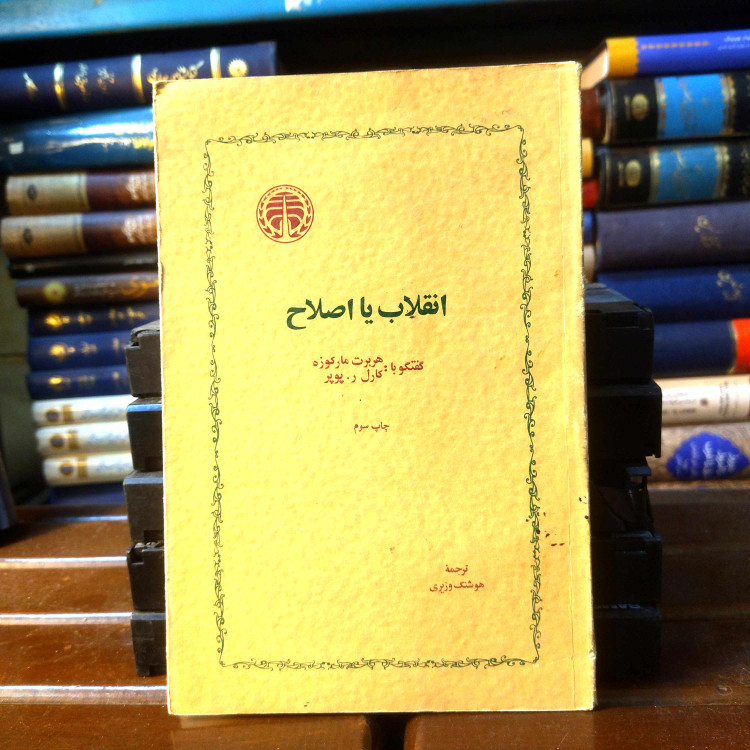 انقلاب یا اصلاح
گفتگو با: هربرت مارکوزه
کارل ر. پوپر
چاپ سوم
ترجمهٔ
هوشنگ وزیری